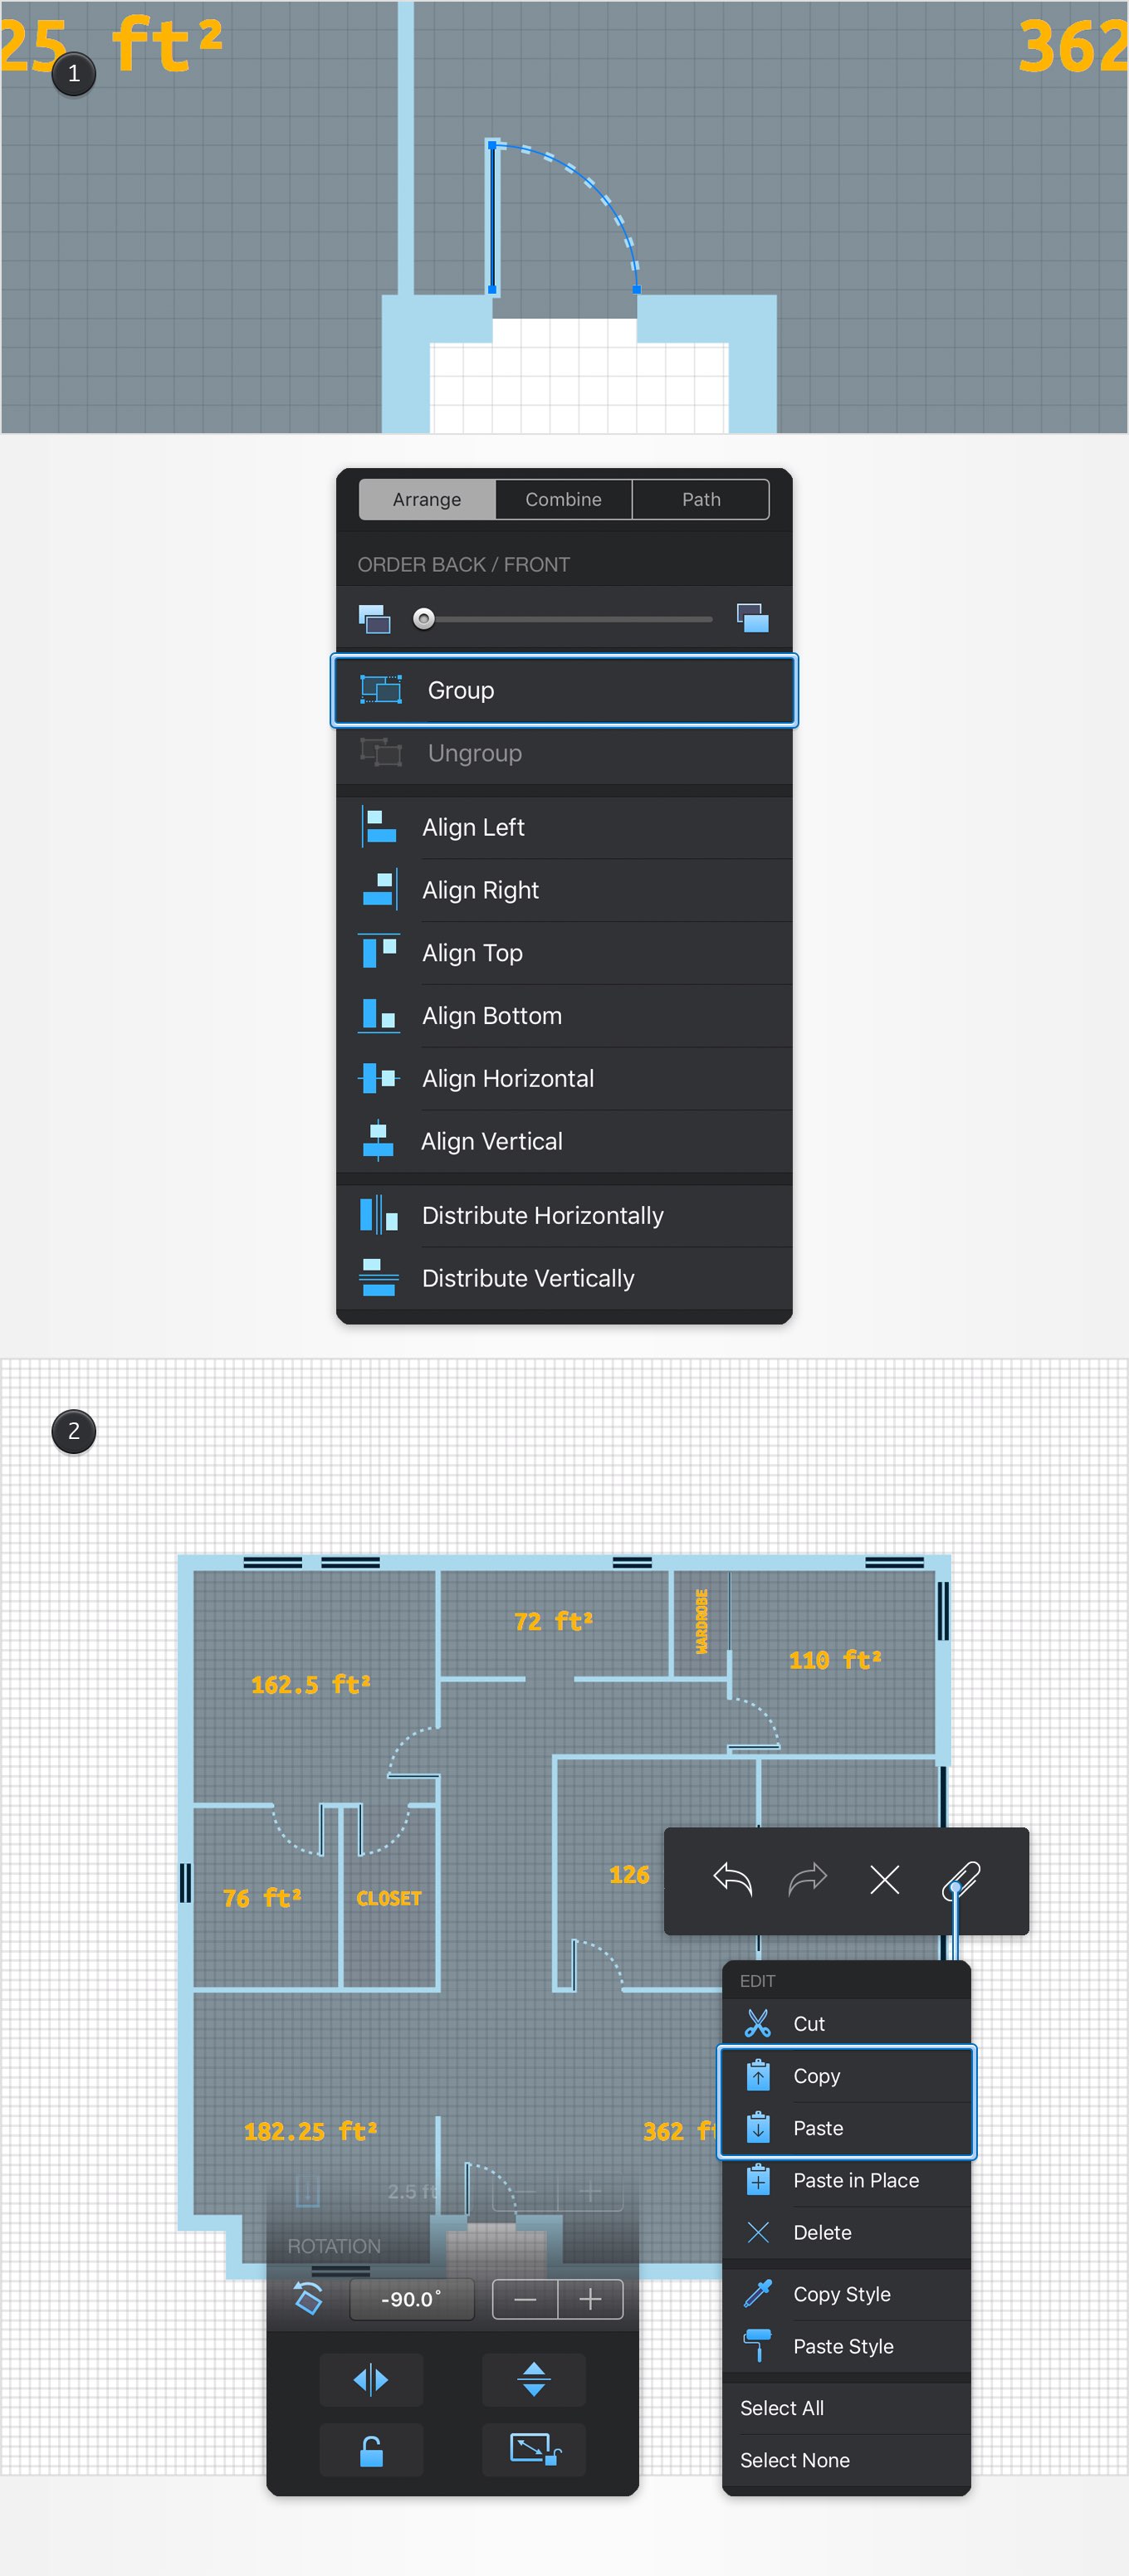 25 ft²
362
1
Arrange
Combine
Path
ORDER BACK / FRONT
Group
Ungroup
Align Left
Align Right
Align Top
Align Bottom
Align Horizontal
Align Vertical
Distribute Horizontally
Distribute Vertically
2
72 ft²
WARDROBE
110 ft²
162.5 ft²
126
76 ft²
CLOSET
EDIT
Cut
Copy
Paste
Paste in Place
Delete
Copy Style
Paste Style
Select All
Select None
182.25 ft²
362 ft
2.5 ft
ROTATION
-90.0°